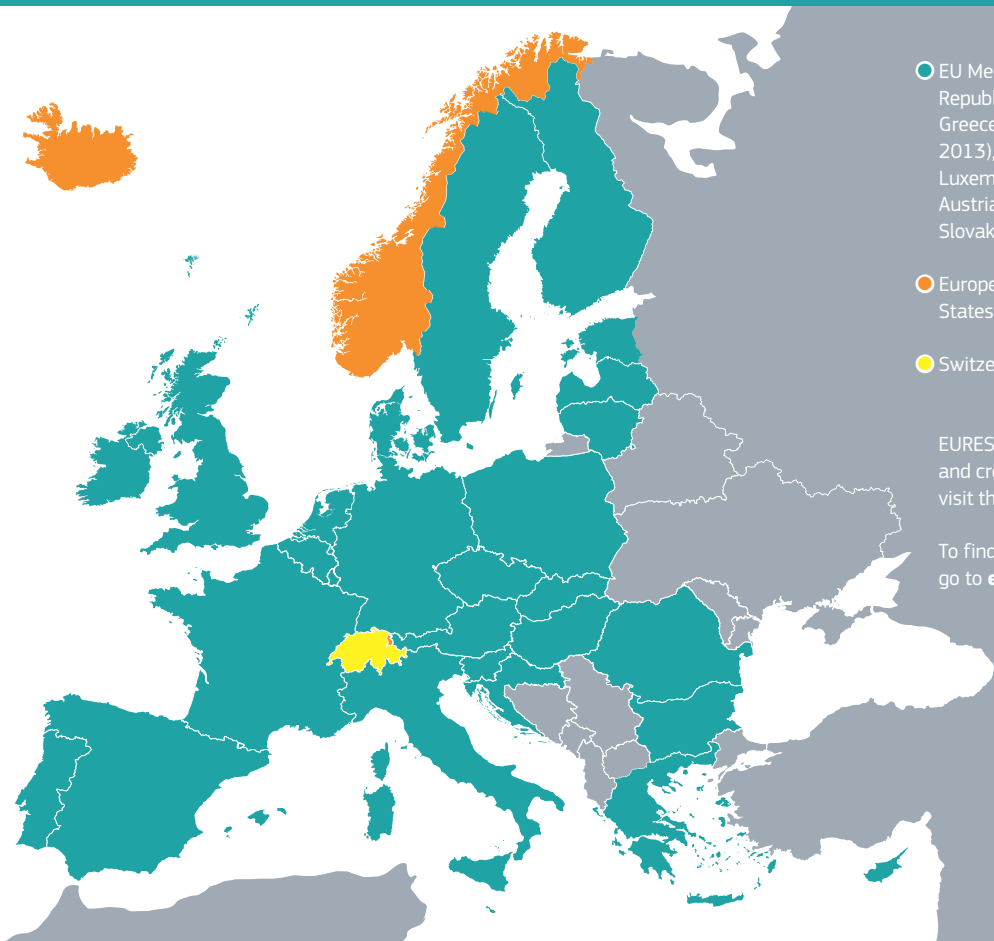 EU Me
Republ
Greece
2013),
Luxem
Austria
Slovak
Europe
States
Switze
EURES
and cre
visit th
To find
go to e